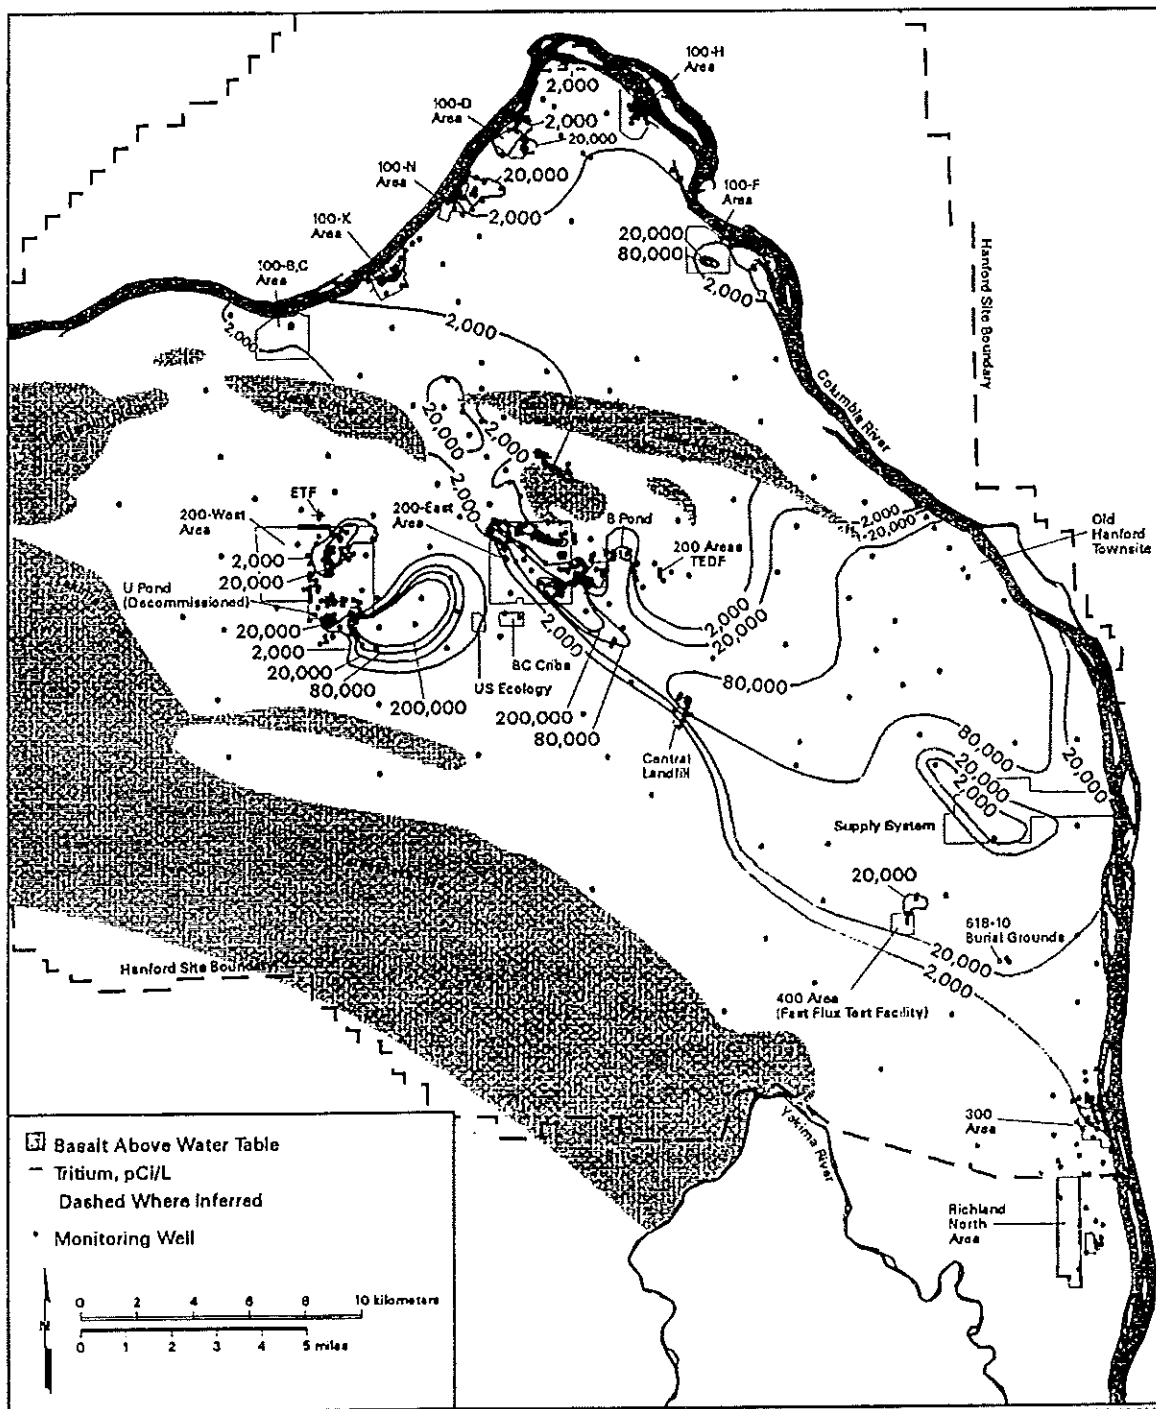 100-H
Area
2,000
100-D
Area
2,000
20,000
100-N
Area
20,000
2,000
100-F
Area
100-K
Area
20,000
80,000
2,000
100-B,C
Area
2,000
2,000
Hanford Site Boundary
Columbia River
20,000
2,000
2,000
ETF
200-West
Area
200-East
Area
B Pond
2,000
20,000
Old
Hanford
Townsite
2,000
20,000
200 Areas
TEDF
U Pond
(Decommissioned)
20,000
2,000
20,000
80,000
200,000
2,000
2,000
20,000
BC Cribs
US Ecology
80,000
200,000
80,000
Central
Landfill
80,000
20,000
2,000
20,000
Supply System
20,000
618-10
Burial Grounds
20,000
2,000
400 Area
(Fast Flux Test Facility)
Hanford Site Boundary
300
Area
Yakima River
Richland
North
Area
Basalt Above Water Table
Tritium, pCi/L
Dashed Where Inferred
Monitoring Well
0 2 4 6 8 10 kilometers
N
0 1 2 3 4 5 miles